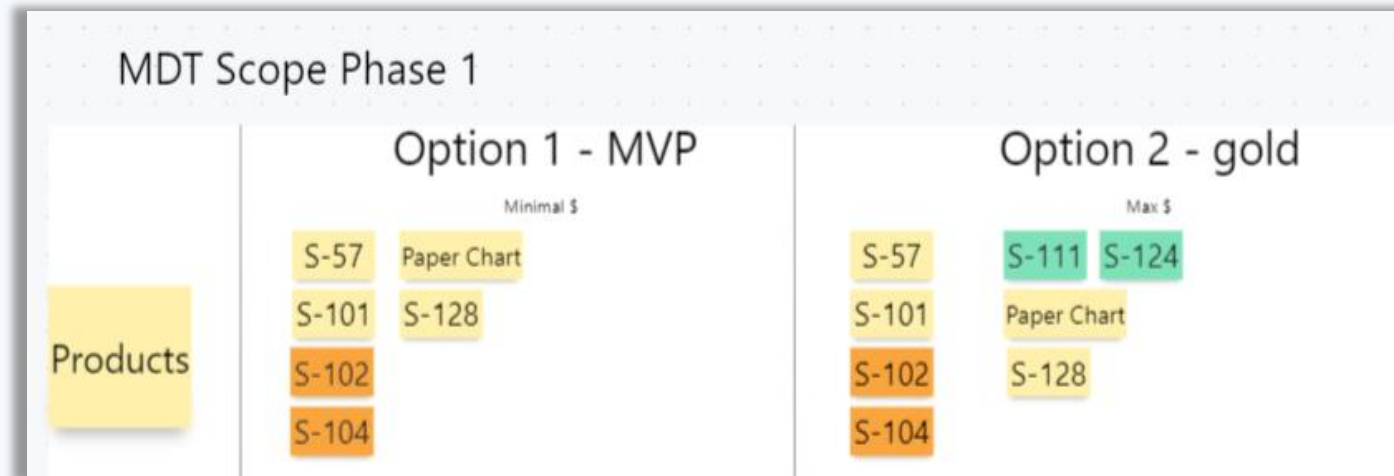 MDT Scope Phase 1
Option 1 - MVP
Minimal $
S-57 Paper Chart
S-101 S-128
S-102
S-104
Option 2 - gold
Max $
S-57 S-111 S-124
S-101 Paper Chart
S-102 S-128
S-104
Products